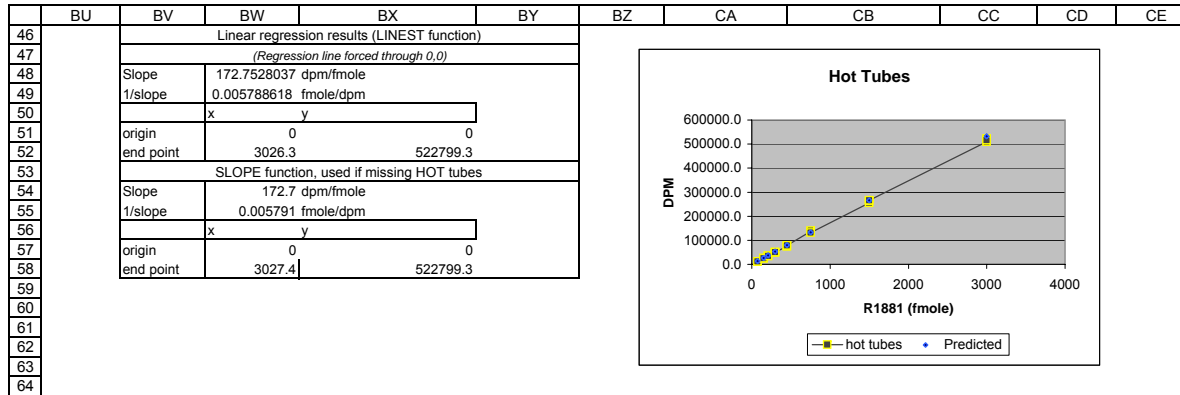 BU BV BW BX BY BZ CA CB CC CD CE
46 Linear regression results (LINEST function)
47 (Regression line forced through 0,0)
48 Slope 172.7528037 dpm/fmole
49 1/slope 0.005788618 fmole/dpm
50 x y
51 origin 0 0
52 end point 3026.3 522799.3
53 SLOPE function, used if missing HOT tubes
54 Slope 172.7 dpm/fmole
55 1/slope 0.005791 fmole/dpm
56 x y
57 origin 0 0
58 end point 3027.4 522799.3
59
60
61
62
63
64
Hot Tubes
600000.0
500000.0
400000.0
300000.0
200000.0
100000.0
0.0
DPM
0 1000 2000 3000 4000
R1881 (fmole)
hot tubes Predicted